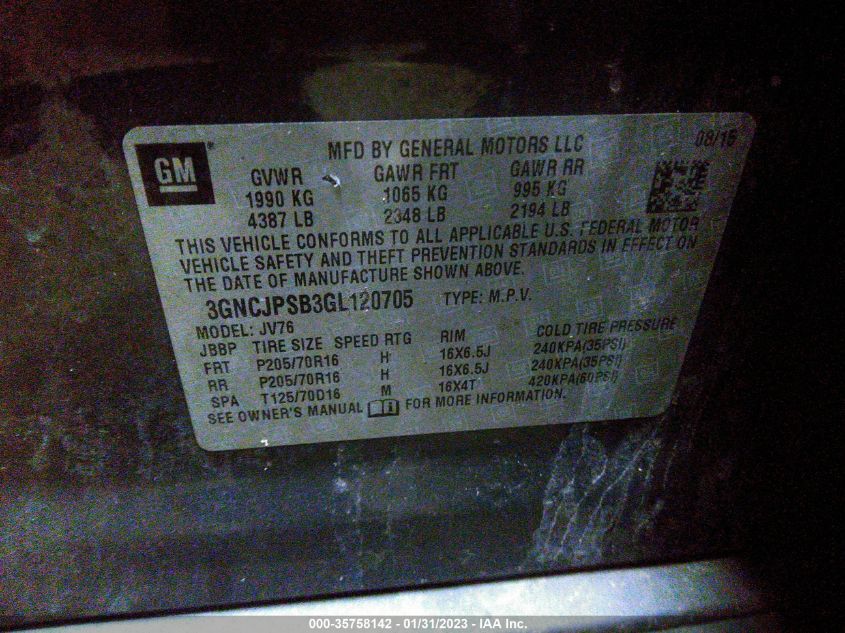 GM®
MFD BY GENERAL MOTORS LLC
08/15
GVWR GAWR FRT GAWR RR
1990 KG 1065 KG 995 KG
4387 LB 2348 LB 2194 LB
THIS VEHICLE CONFORMS TO ALL APPLICABLE U.S. FEDERAL MOTOR
VEHICLE SAFETY AND THEFT PREVENTION STANDARDS IN EFFECT ON
THE DATE OF MANUFACTURE SHOWN ABOVE.
3GNCJPSB3GL120705 TYPE: M.P.V.
MODEL: JV76
JBBP TIRE SIZE SPEED RTG RIM COLD TIRE PRESSURE
FRT P205/70R16 H 16X6.5J 240KPA(35PSI)
RR P205/70R16 H 16X6.5J 240KPA(35PSI)
SPA T125/70D16 M 16X4T 420KPA(60PSI)
SEE OWNER'S MANUAL FOR MORE INFORMATION.
000-35758142 - 01/31/2023 - IAA Inc.